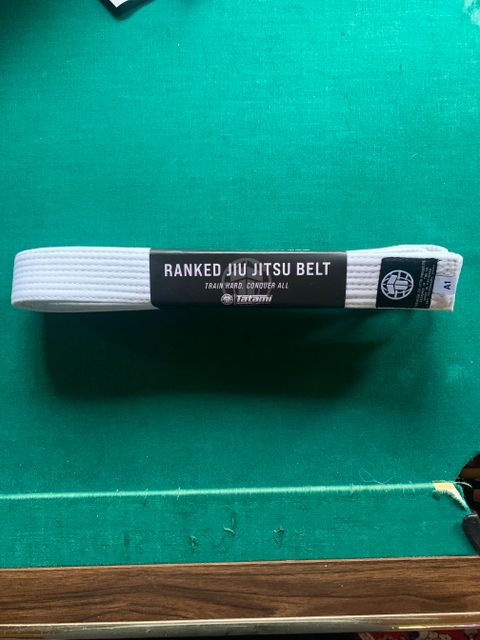 RANKED JIU JITSU BELT
TRAIN HARD. CONQUER ALL
Tatami
A1